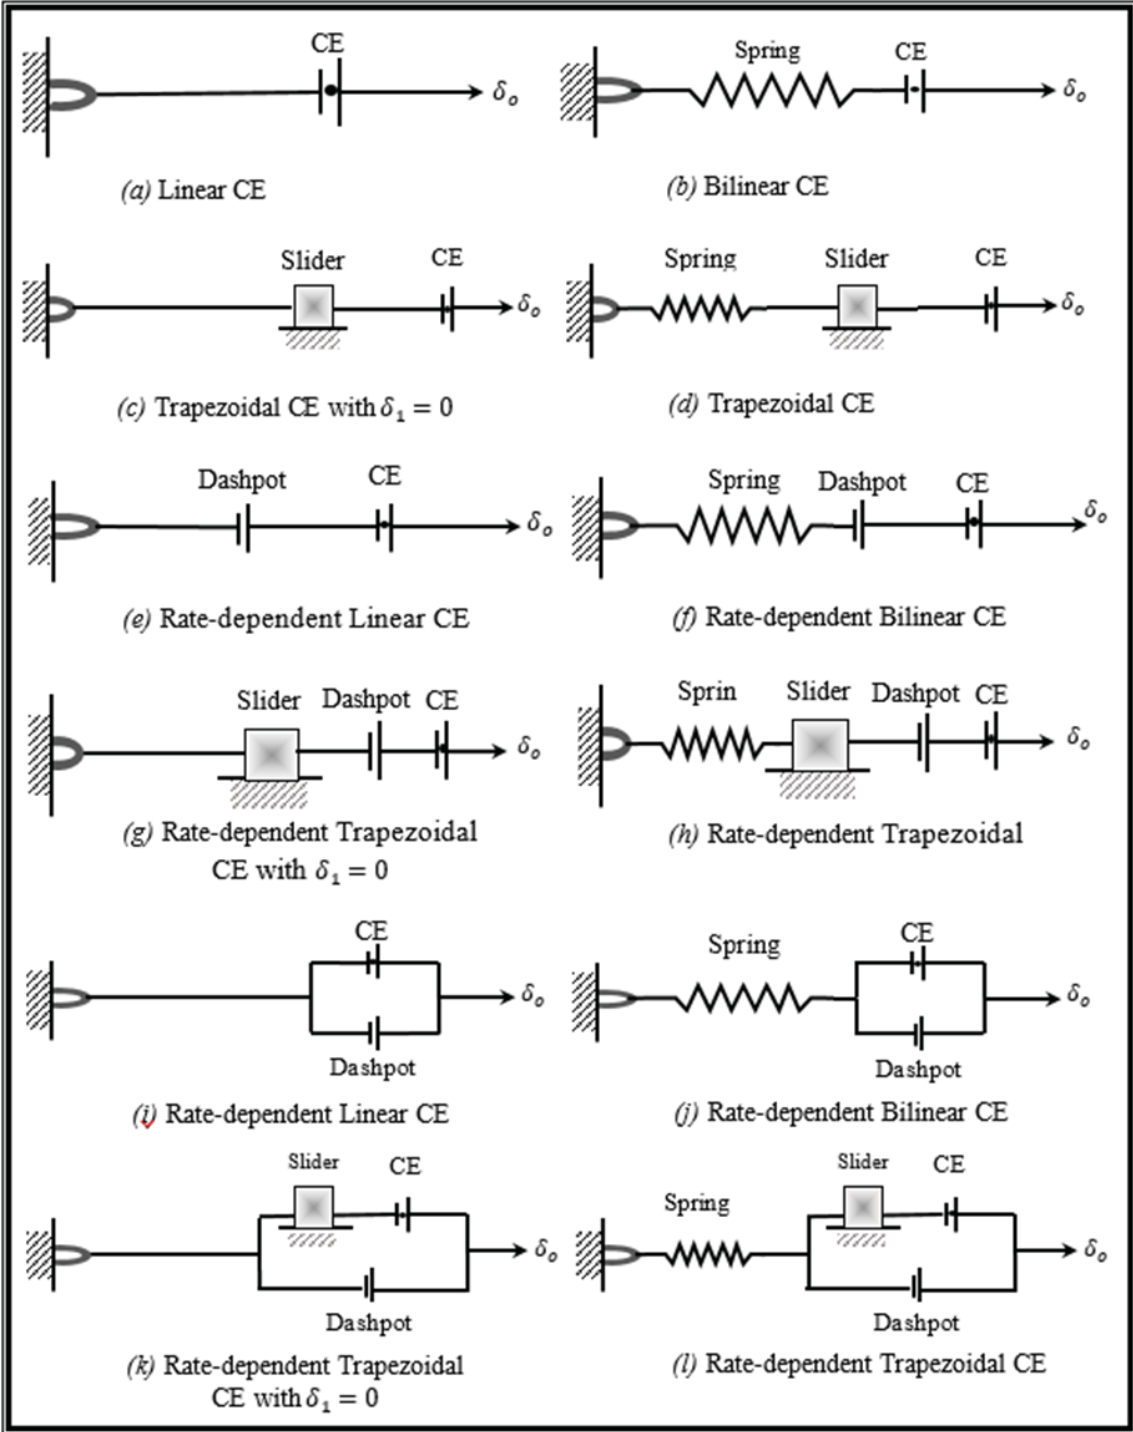 CE
δo
(a) Linear CE
Spring CE
δo
(b) Bilinear CE
Slider CE
δo
(c) Trapezoidal CE with δ1 = 0
Spring Slider CE
δo
(d) Trapezoidal CE
Dashpot CE
δo
(e) Rate-dependent Linear CE
Spring Dashpot CE
δo
(f) Rate-dependent Bilinear CE
Slider Dashpot CE
δo
(g) Rate-dependent Trapezoidal
CE with δ1 = 0
Sprin Slider Dashpot CE
δo
(h) Rate-dependent Trapezoidal
CE
δo
Dashpot
(i) Rate-dependent Linear CE
Spring CE
δo
Dashpot
(j) Rate-dependent Bilinear CE
Slider CE
δo
Dashpot
(k) Rate-dependent Trapezoidal
CE with δ1 = 0
Slider CE
Spring
δo
Dashpot
(l) Rate-dependent Trapezoidal CE